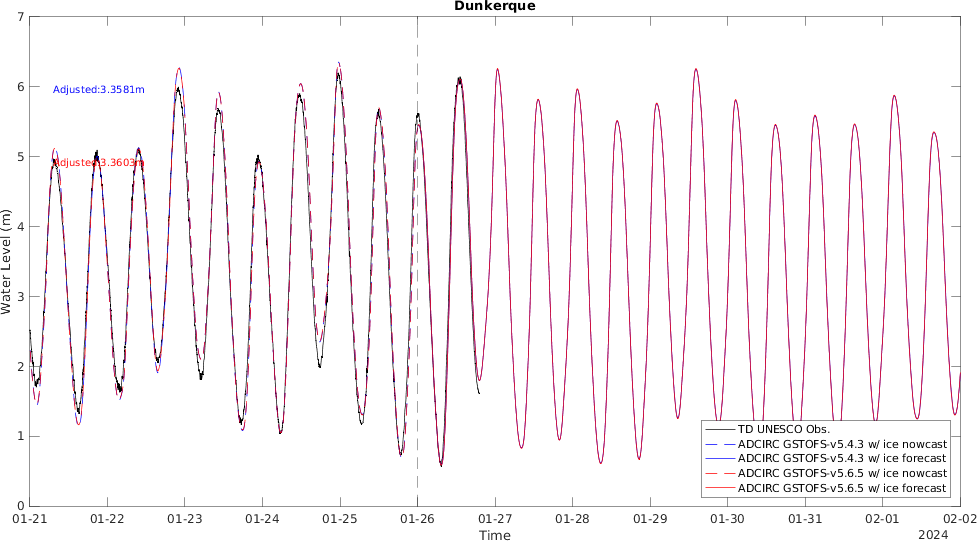 Dunkerque
7
6
5
4
3
2
1
0
Water Level (m)
Adjusted:3.3581m
Adjusted:3.3603m
TD UNESCO Obs.
ADCIRC GSTOFS-v5.4.3 w/ ice nowcast
ADCIRC GSTOFS-v5.4.3 w/ ice forecast
ADCIRC GSTOFS-v5.6.5 w/ ice nowcast
ADCIRC GSTOFS-v5.6.5 w/ ice forecast
01-21 01-22 01-23 01-24 01-25 01-26 01-27 01-28 01-29 01-30 01-31 02-01 02-02
Time
2024